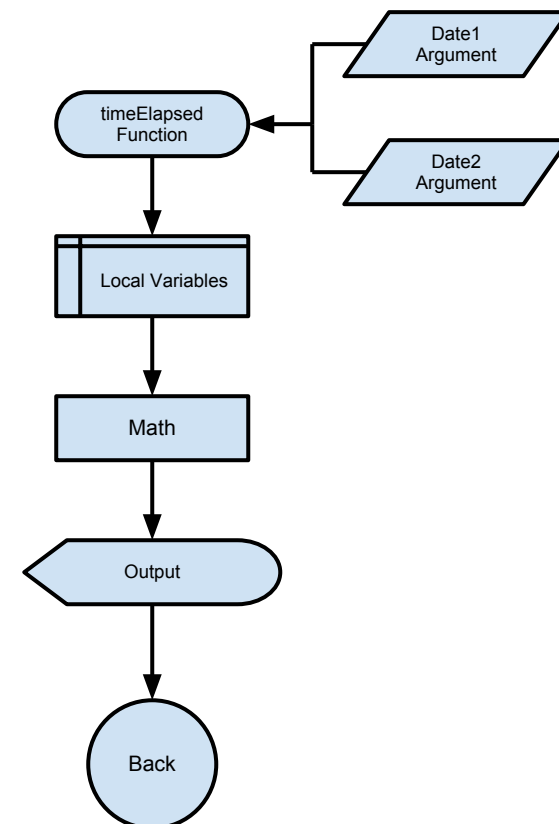 Date1
Argument
timeElapsed
Function
Date2
Argument
Local Variables
Math
Output
Back